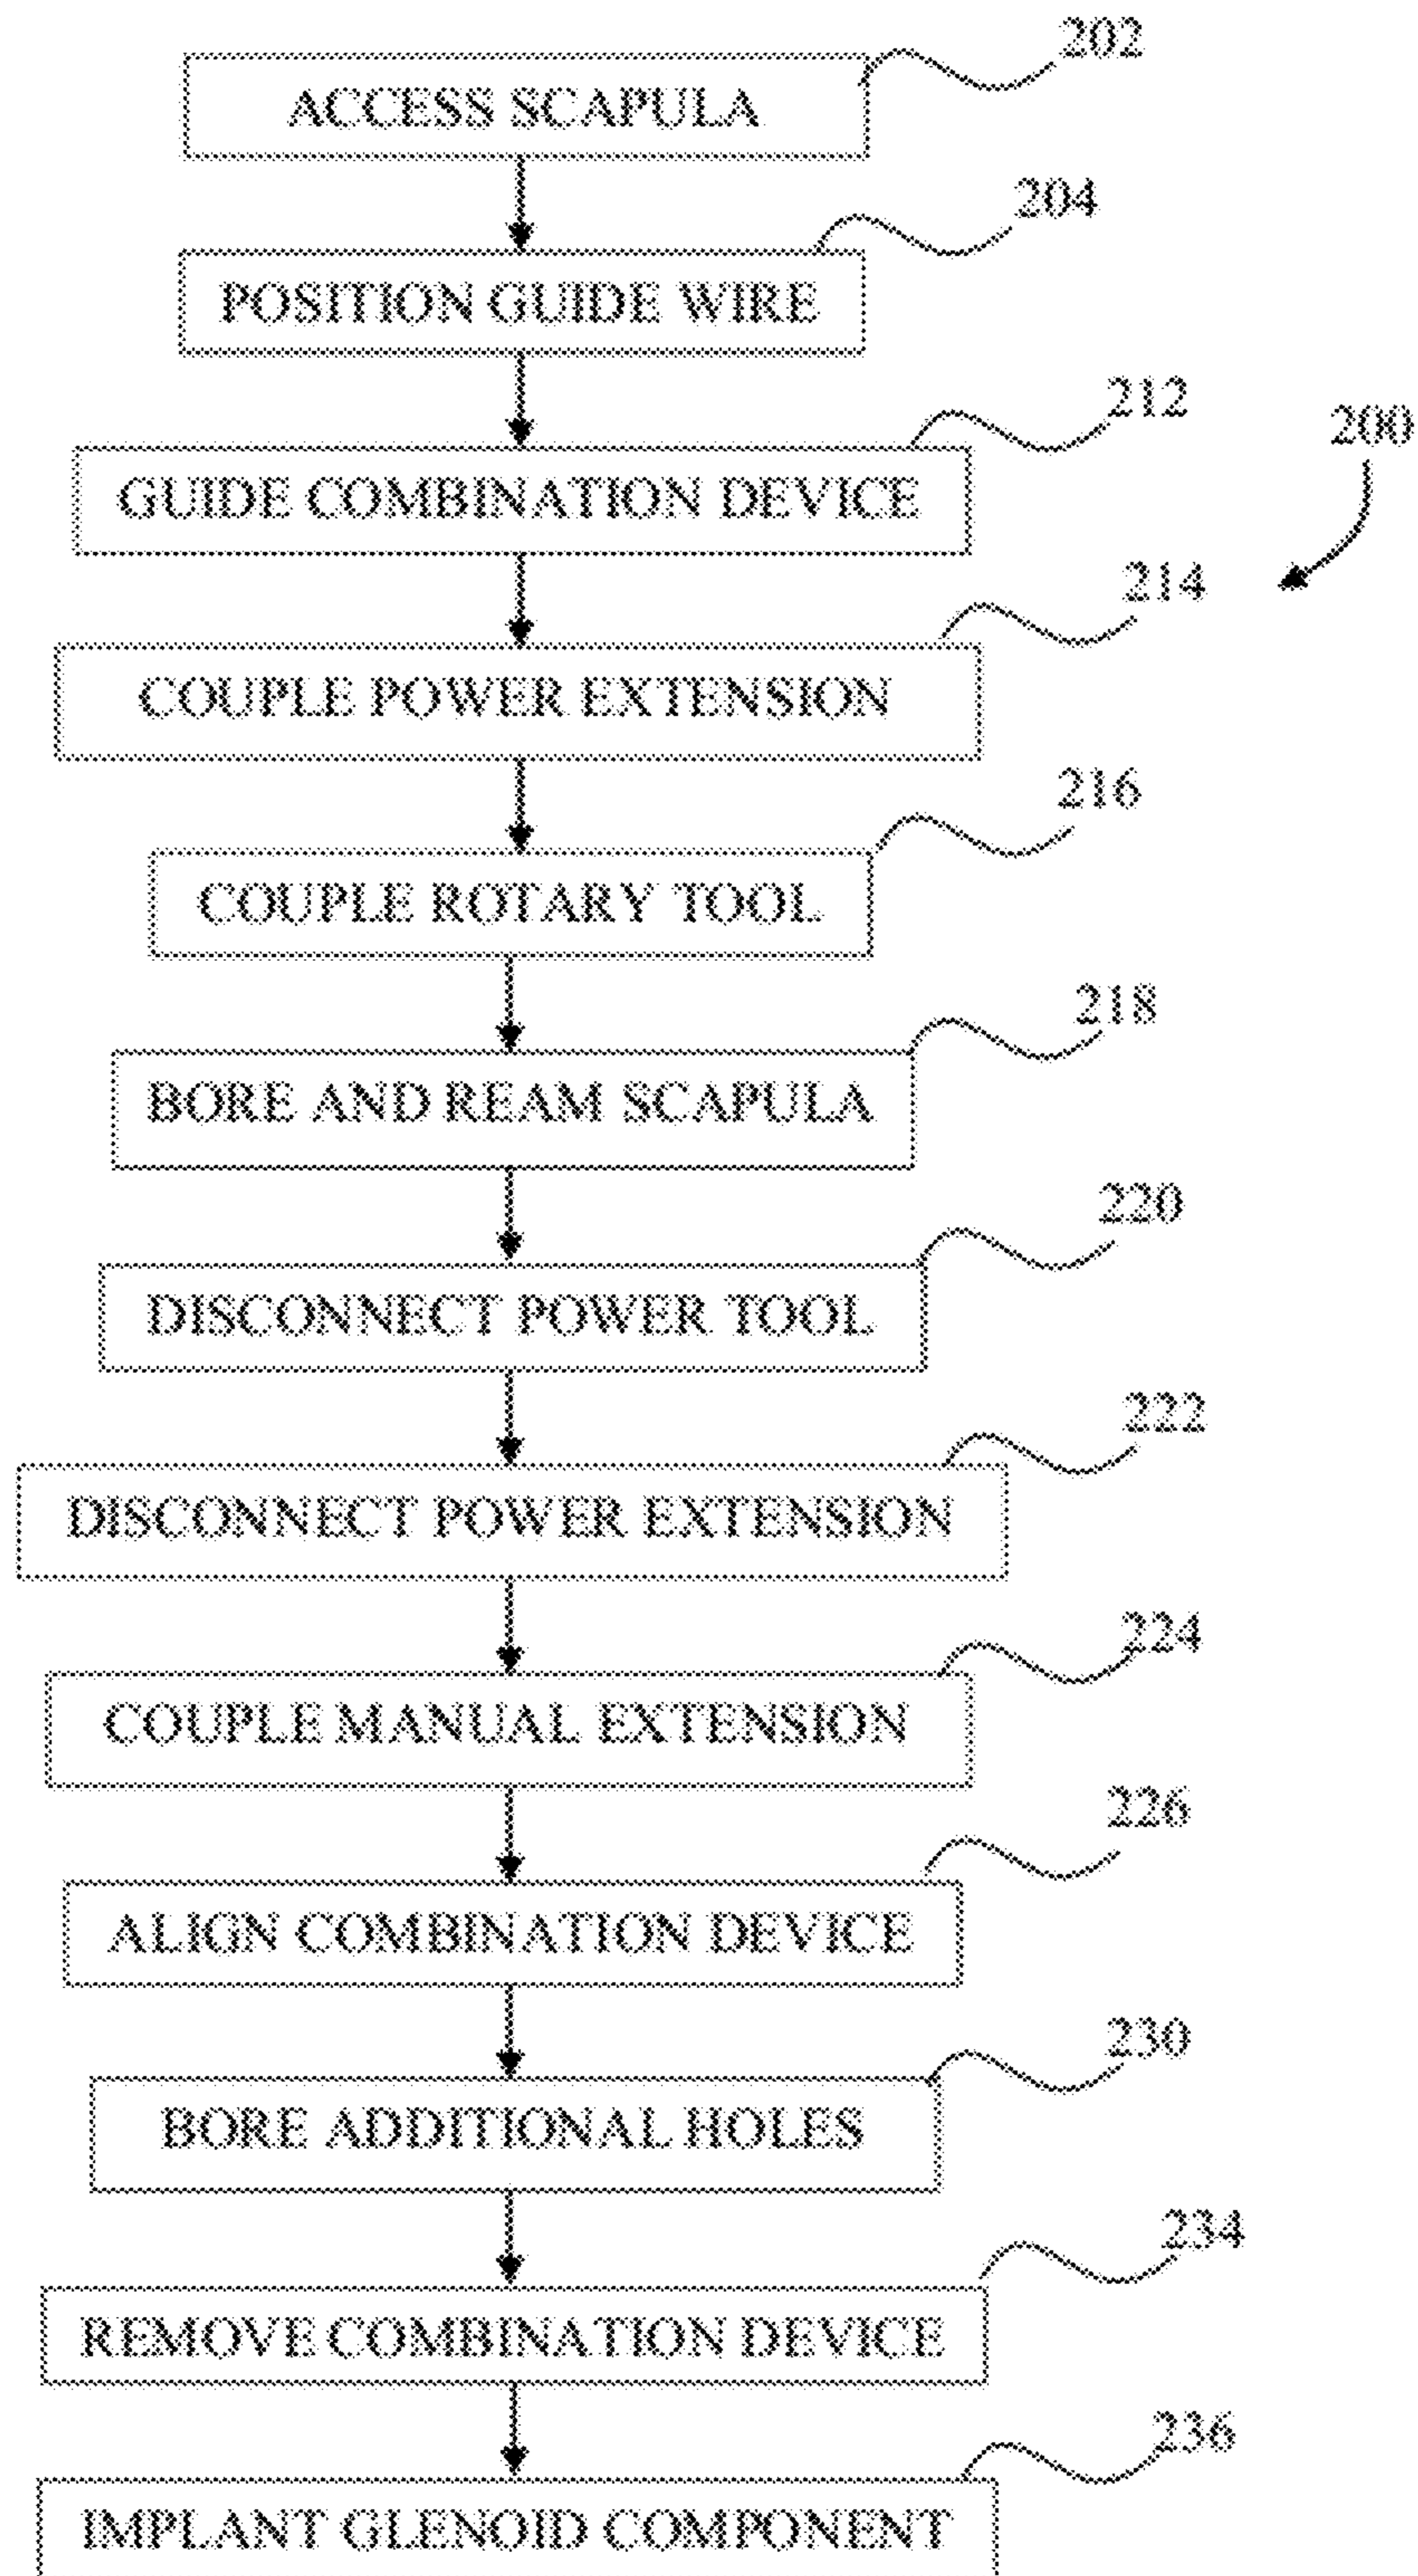 202
ACCESS SCAPULA
204
POSITION GUIDE WIRE
212
200
GUIDE COMBINATION DEVICE
214
COUPLE POWER EXTENSION
216
COUPLE ROTARY TOOL
218
BORE AND REAM SCAPULA
220
DISCONNECT POWER TOOL
222
DISCONNECT POWER EXTENSION
224
COUPLE MANUAL EXTENSION
226
ALIGN COMBINATION DEVICE
230
BORE ADDITIONAL HOLES
234
REMOVE COMBINATION DEVICE
236
IMPLANT GLENOID COMPONENT